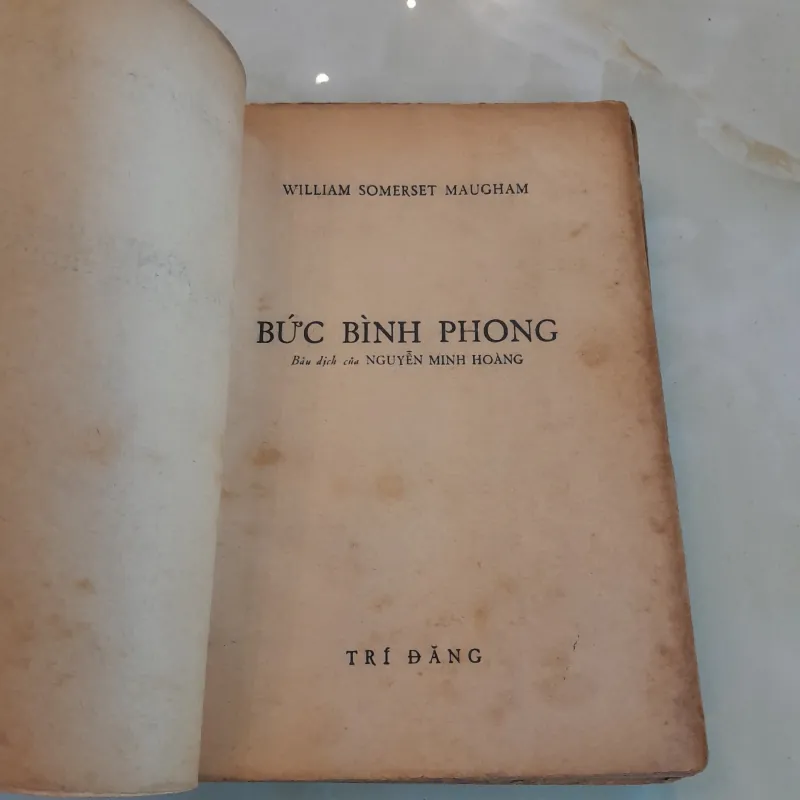 WILLIAM SOMERSET MAUGHAM
BỨC BÌNH PHONG
Bản dịch của NGUYỄN MINH HOÀNG
TRÍ ĐĂNG